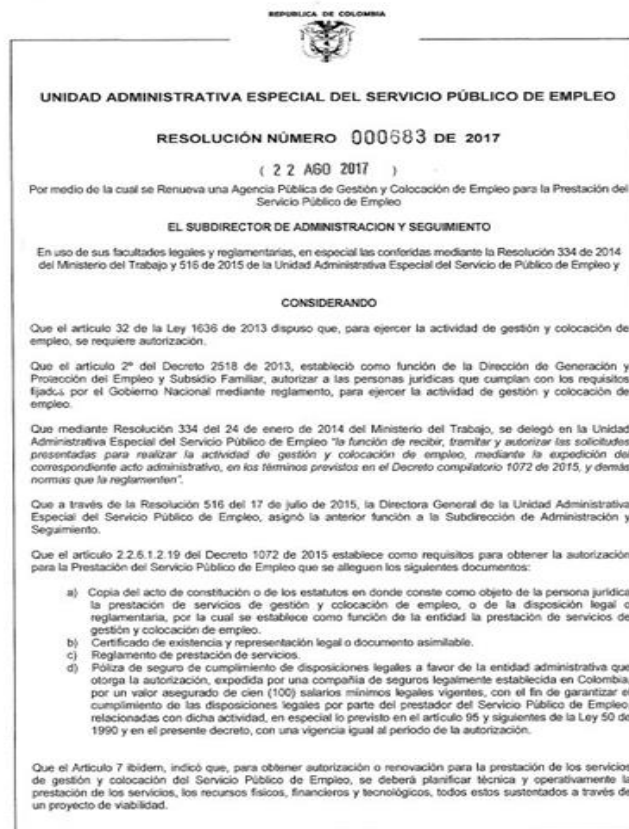 REPUBLICA DE COLOMBIA
UNIDAD ADMINISTRATIVA ESPECIAL DEL SERVICIO PÚBLICO DE EMPLEO
RESOLUCIÓN NÚMERO 000683 DE 2017
( 22 AGO 2017 )
Por medio de la cual se Renueva una Agencia Pública de Gestión y Colocación de Empleo para la Prestación del
Servicio Público de Empleo
EL SUBDIRECTOR DE ADMINISTRACION Y SEGUIMIENTO
En uso de sus facultades legales y reglamentarias, en especial las conferidas mediante la Resolución 334 de 2014
del Ministerio del Trabajo y 516 de 2015 de la Unidad Administrativa Especial del Servicio de Público de Empleo y
CONSIDERANDO
Que el artículo 32 de la Ley 1636 de 2013 dispuso que, para ejercer la actividad de gestión y colocación de
empleo, se requiere autorización.
Que el artículo 2º del Decreto 2518 de 2013, estableció como función de la Dirección de Generación y
Protección del Empleo y Subsidio Familiar, autorizar a las personas jurídicas que cumplan con los requisitos
fijados por el Gobierno Nacional mediante reglamento, para ejercer la actividad de gestión y colocación de
empleo.
Que mediante Resolución 334 del 24 de enero de 2014 del Ministerio del Trabajo, se delegó en la Unidad
Administrativa Especial del Servicio Público de Empleo "la función de recibir, tramitar y autorizar las solicitudes
presentadas para realizar la actividad de gestión y colocación de empleo, mediante la expedición del
correspondiente acto administrativo, en los términos previstos en el Decreto compilatorio 1072 de 2015, y demás
normas que la reglamenten".
Que a través de la Resolución 516 del 17 de julio de 2015, la Directora General de la Unidad Administrativa
Especial del Servicio Público de Empleo, asignó la anterior función a la Subdirección de Administración y
Seguimiento.
Que el artículo 2.2.6.1.2.19 del Decreto 1072 de 2015 establece como requisitos para obtener la autorización
para la Prestación del Servicio Público de Empleo que se alleguen los siguientes documentos:
a) Copia del acto de constitución o de los estatutos en donde conste como objeto de la persona jurídica
la prestación de servicios de gestión y colocación de empleo, o de la disposición legal o
reglamentaria, por la cual se establece como función de la entidad la prestación de servicios de
gestión y colocación de empleo.
b) Certificado de existencia y representación legal o documento asimilable.
c) Reglamento de prestación de servicios.
d) Póliza de seguro de cumplimiento de disposiciones legales a favor de la entidad administrativa que
otorga la autorización, expedida por una compañía de seguros legalmente establecida en Colombia,
por un valor asegurado de cien (100) salarios mínimos legales vigentes, con el fin de garantizar el
cumplimiento de las disposiciones legales por parte del prestador del Servicio Público de Empleo,
relacionadas con dicha actividad, en especial lo previsto en el artículo 95 y siguientes de la Ley 50 de
1990 y en el presente decreto, con una vigencia igual al periodo de la autorización.
Que el Artículo 7 ibídem, indicó que, para obtener autorización o renovación para la prestación de los servicios
de gestión y colocación del Servicio Público de Empleo, se deberá planificar técnica y operativamente la
prestación de los servicios, los recursos físicos, financieros y tecnológicos, todos estos sustentados a través de
un proyecto de viabilidad.